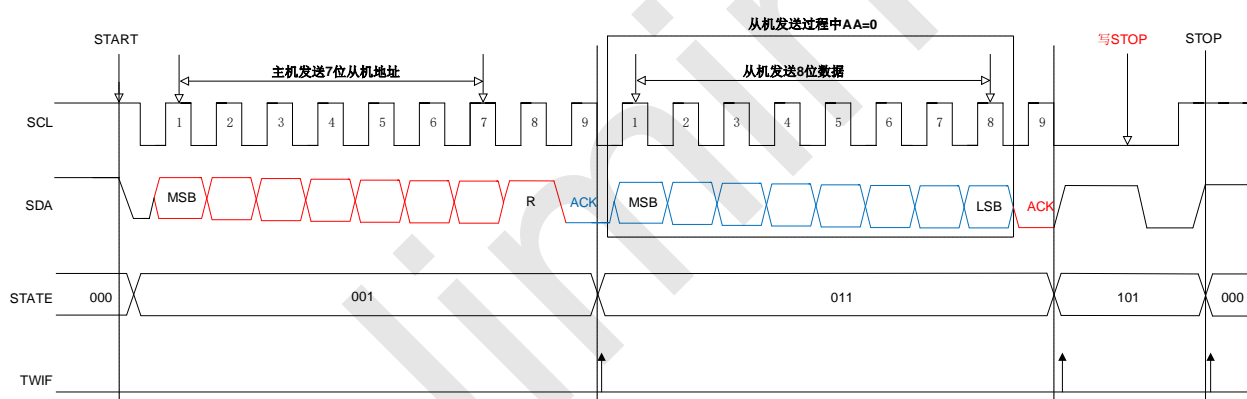 从机发送过程中AA=0
START
写STOP
STOP
主机发送7位从机地址
从机发送8位数据
SCL
1 2 3 4 5 6 7 8 9 1 2 3 4 5 6 7 8 9
SDA
MSB R ACK MSB LSB ACK
STATE
000 001 011 101 000
TWIF
limin